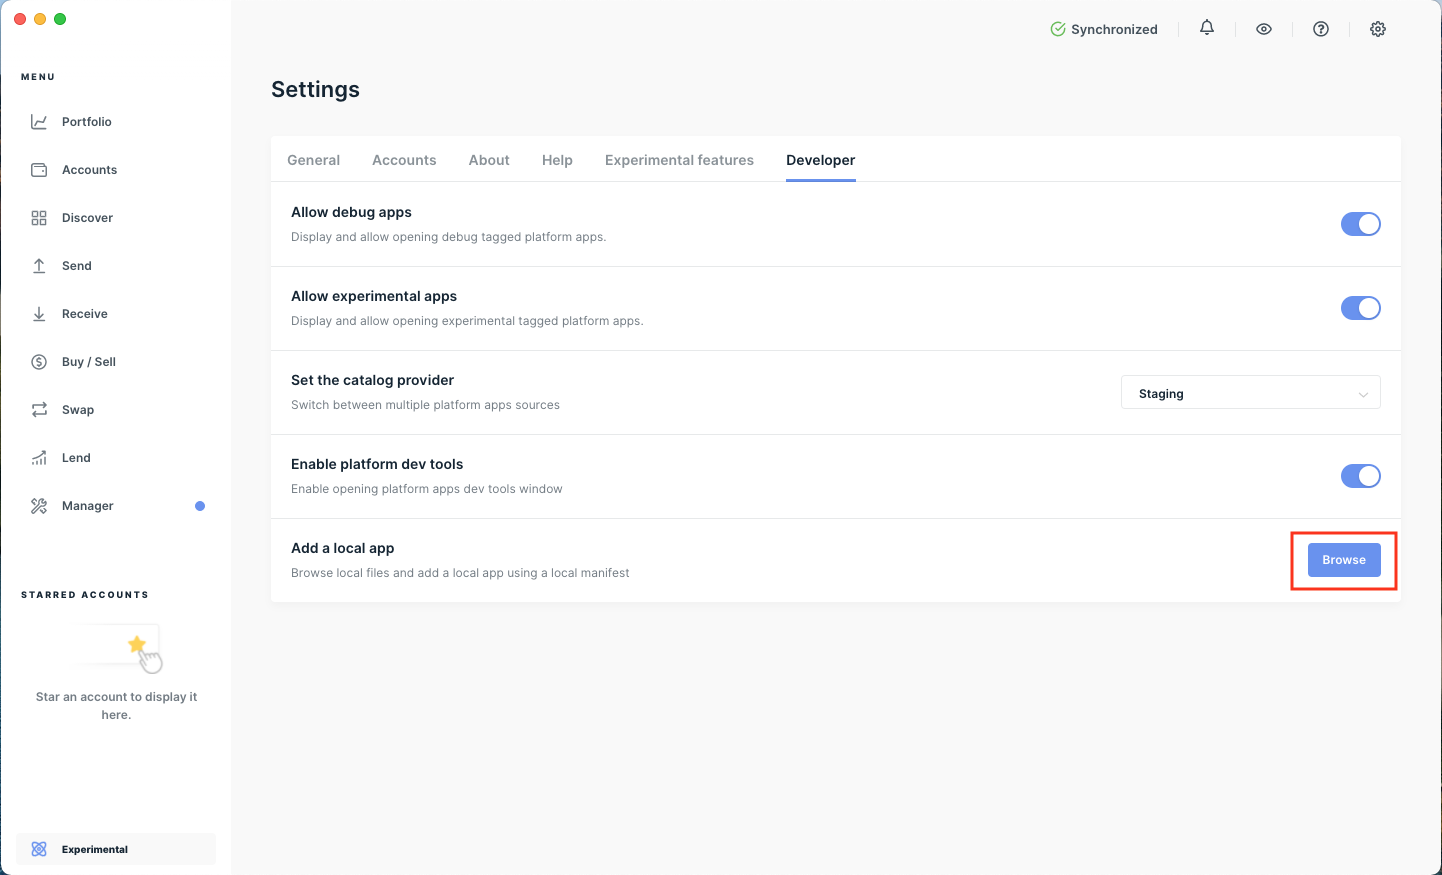 Synchronized
MENU
Portfolio
Accounts
Discover
Send
Receive
Buy / Sell
Swap
Lend
Manager
STARRED ACCOUNTS
Star an account to display it
here.
Experimental
Settings
General Accounts About Help Experimental features Developer
Allow debug apps
Display and allow opening debug tagged platform apps.
Allow experimental apps
Display and allow opening experimental tagged platform apps.
Set the catalog provider
Switch between multiple platform apps sources
Staging
Enable platform dev tools
Enable opening platform apps dev tools window
Add a local app
Browse local files and add a local app using a local manifest
Browse